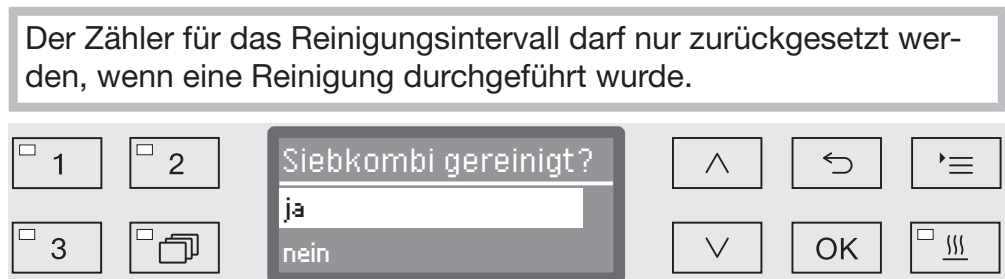 Der Zähler für das Reinigungsintervall darf nur zurückgesetzt wer-
den, wenn eine Reinigung durchgeführt wurde.
1 2 Siebkombi gereinigt?
ja
3 nein OK